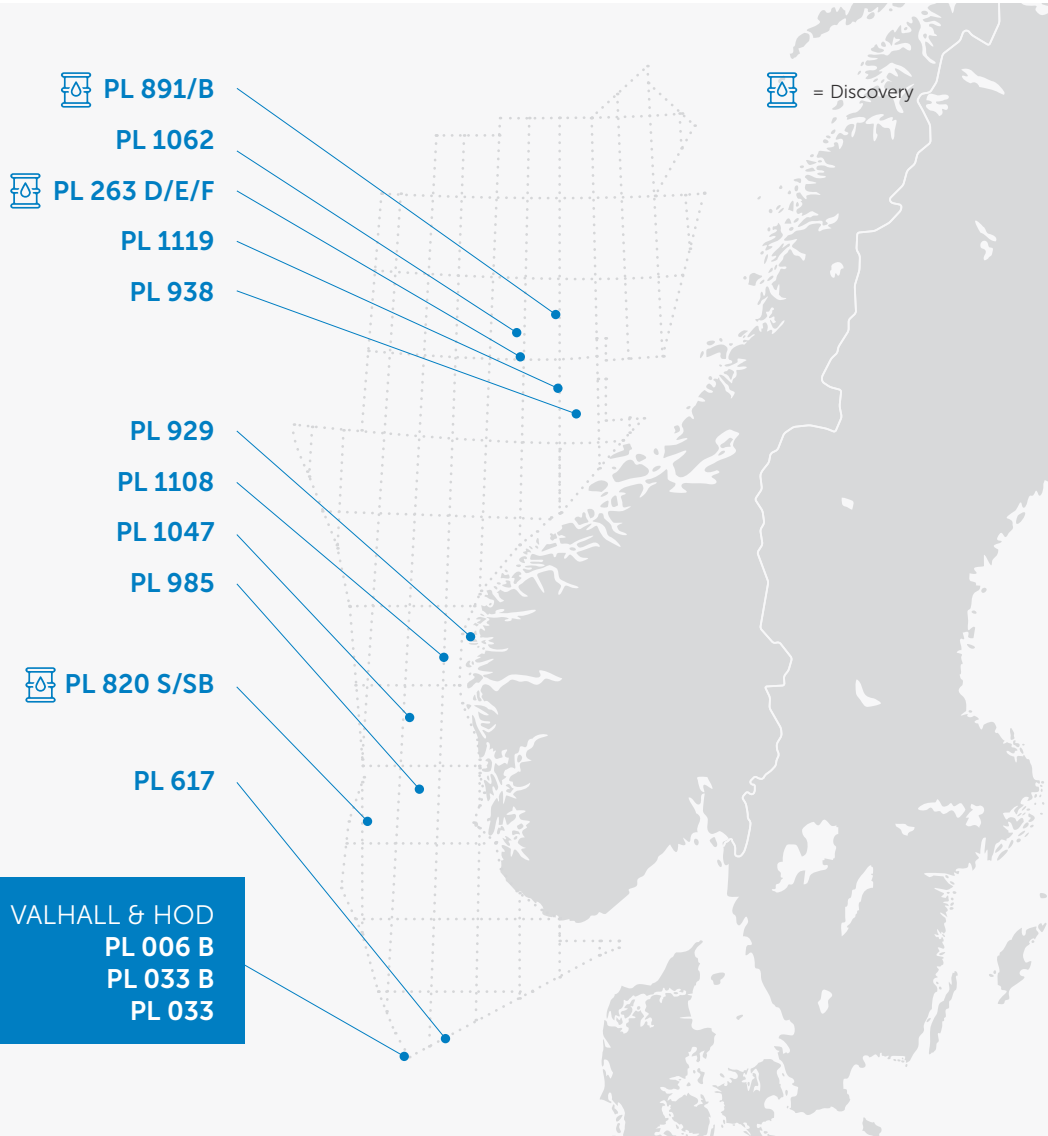 PL 891/B
= Discovery
PL 1062
PL 263 D/E/F
PL 1119
PL 938
PL 929
PL 1108
PL 1047
PL 985
PL 820 S/SB
PL 617
VALHALL & HOD
PL 006 B
PL 033 B
PL 033